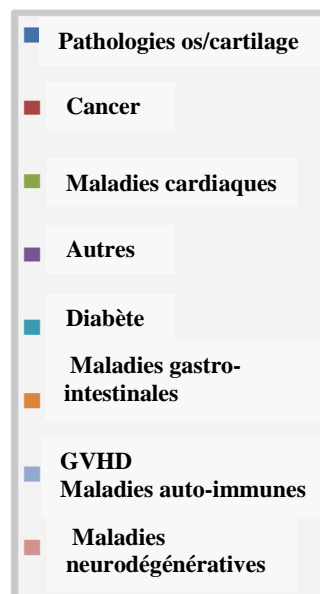 Pathologies os/cartilage
Cancer
Maladies cardiaques
Autres
Diabète
Maladies gastro-
intestinales
GVHD
Maladies auto-immunes
Maladies
neurodégénératives